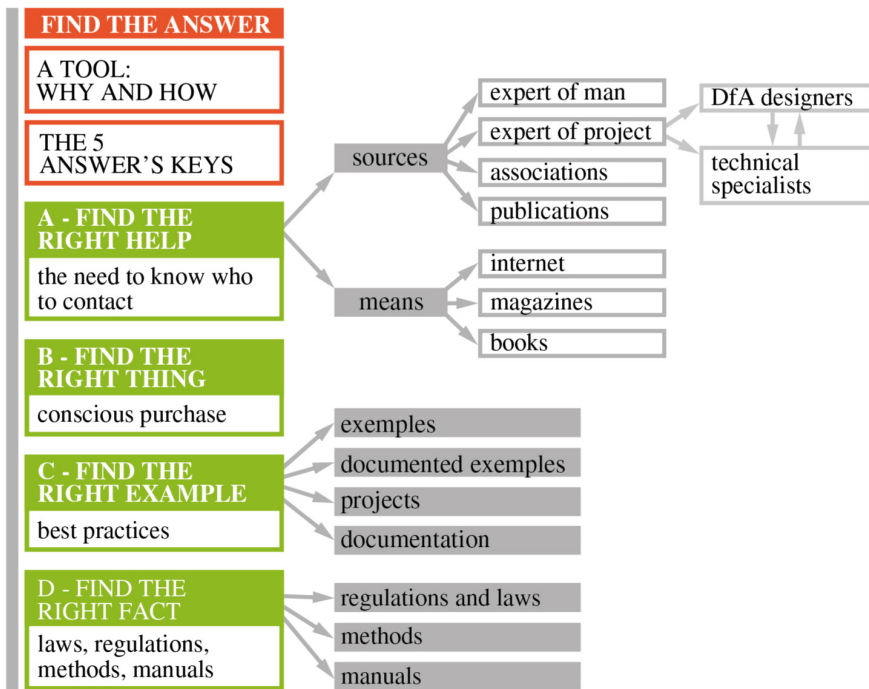 FIND THE ANSWER
A TOOL:
WHY AND HOW
THE 5
ANSWER'S KEYS
A - FIND THE
RIGHT HELP
the need to know who
to contact
sources
expert of man
expert of project
associations
publications
DfA designers
technical
specialists
means
internet
magazines
books
B - FIND THE
RIGHT THING
conscious purchase
C - FIND THE
RIGHT EXAMPLE
best practices
exemples
documented exemples
projects
documentation
D - FIND THE
RIGHT FACT
laws, regulations,
methods, manuals
regulations and laws
methods
manuals